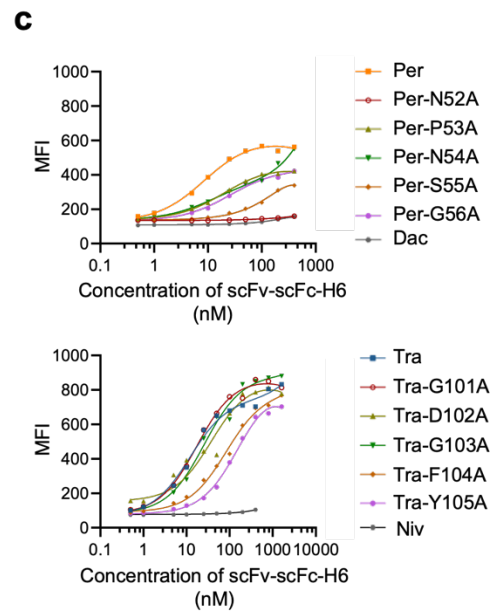 c
1000
800
600
400
200
0
MFI
0.1 1 10 100 1000
Concentration of scFv-scFc-H6
(nM)
Per
Per-N52A
Per-P53A
Per-N54A
Per-S55A
Per-G56A
Dac
1000
800
600
400
200
0
MFI
0.1 1 10 100 1000 10000
Concentration of scFv-scFc-H6
(nM)
Tra
Tra-G101A
Tra-D102A
Tra-G103A
Tra-F104A
Tra-Y105A
Niv